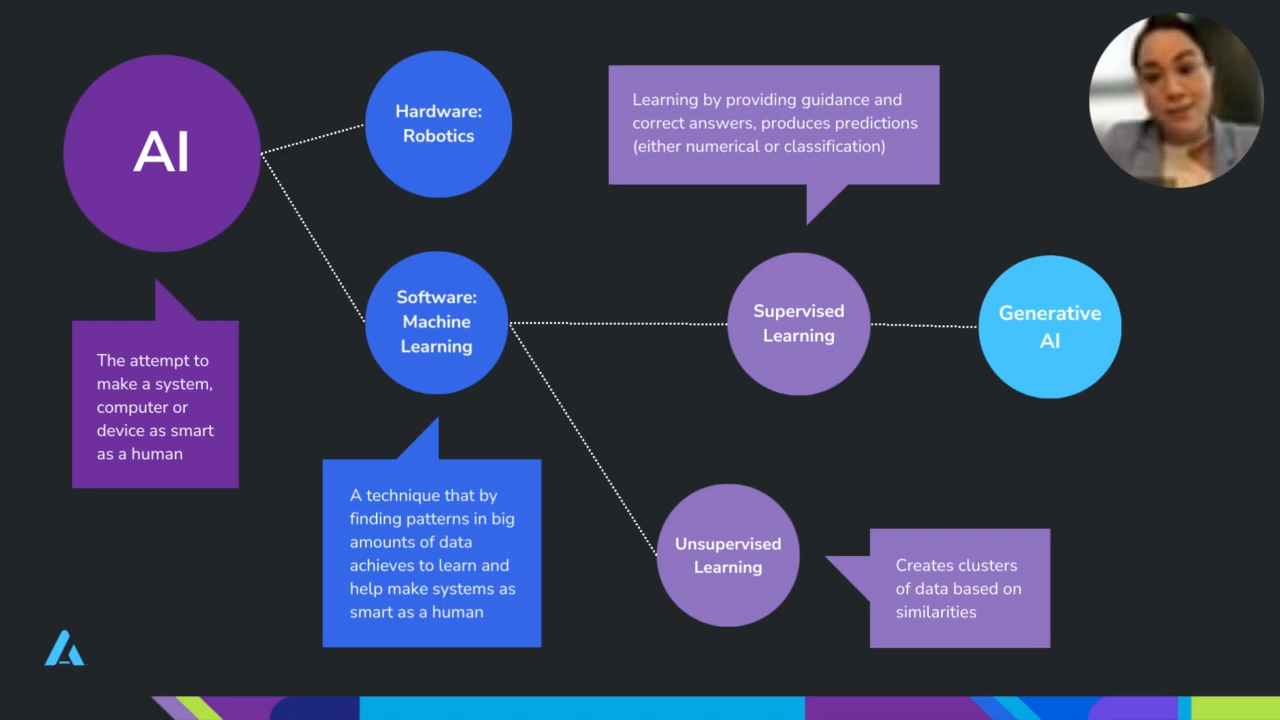 AI
Hardware:
Robotics
Learning by providing guidance and
correct answers, produces predictions
(either numerical or classification)
Software:
Machine
Learning
Supervised
Learning
Generative
AI
The attempt to
make a system,
computer or
device as smart
as a human
A technique that by
finding patterns in big
amounts of data
achieves to learn and
help make systems as
smart as a human
Unsupervised
Learning
Creates clusters
of data based on
similarities